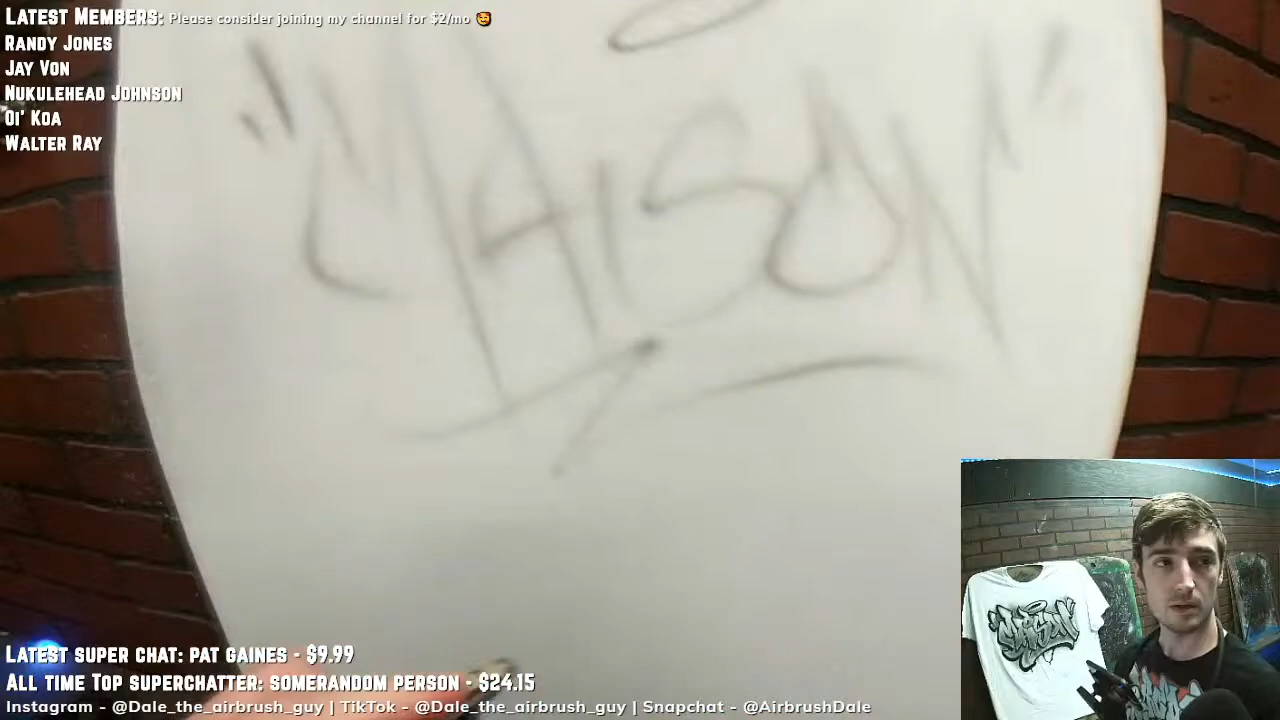 LATEST MEMBERS: Please consider joining my channel for $2/mo
RANDY JONES
JAY VON
NUKULEHEAD JOHNSON
OI' KOA
WALTER RAY
"CHAISON"
LATEST SUPER CHAT: PAT GAINES - $9.99
ALL TIME TOP SUPERCHATTER: SOMERANDOM PERSON - $24.15
Instagram - @Dale_the_airbrush_guy | TikTok - @Dale_the_airbrush_guy | Snapchat - @AirbrushDale